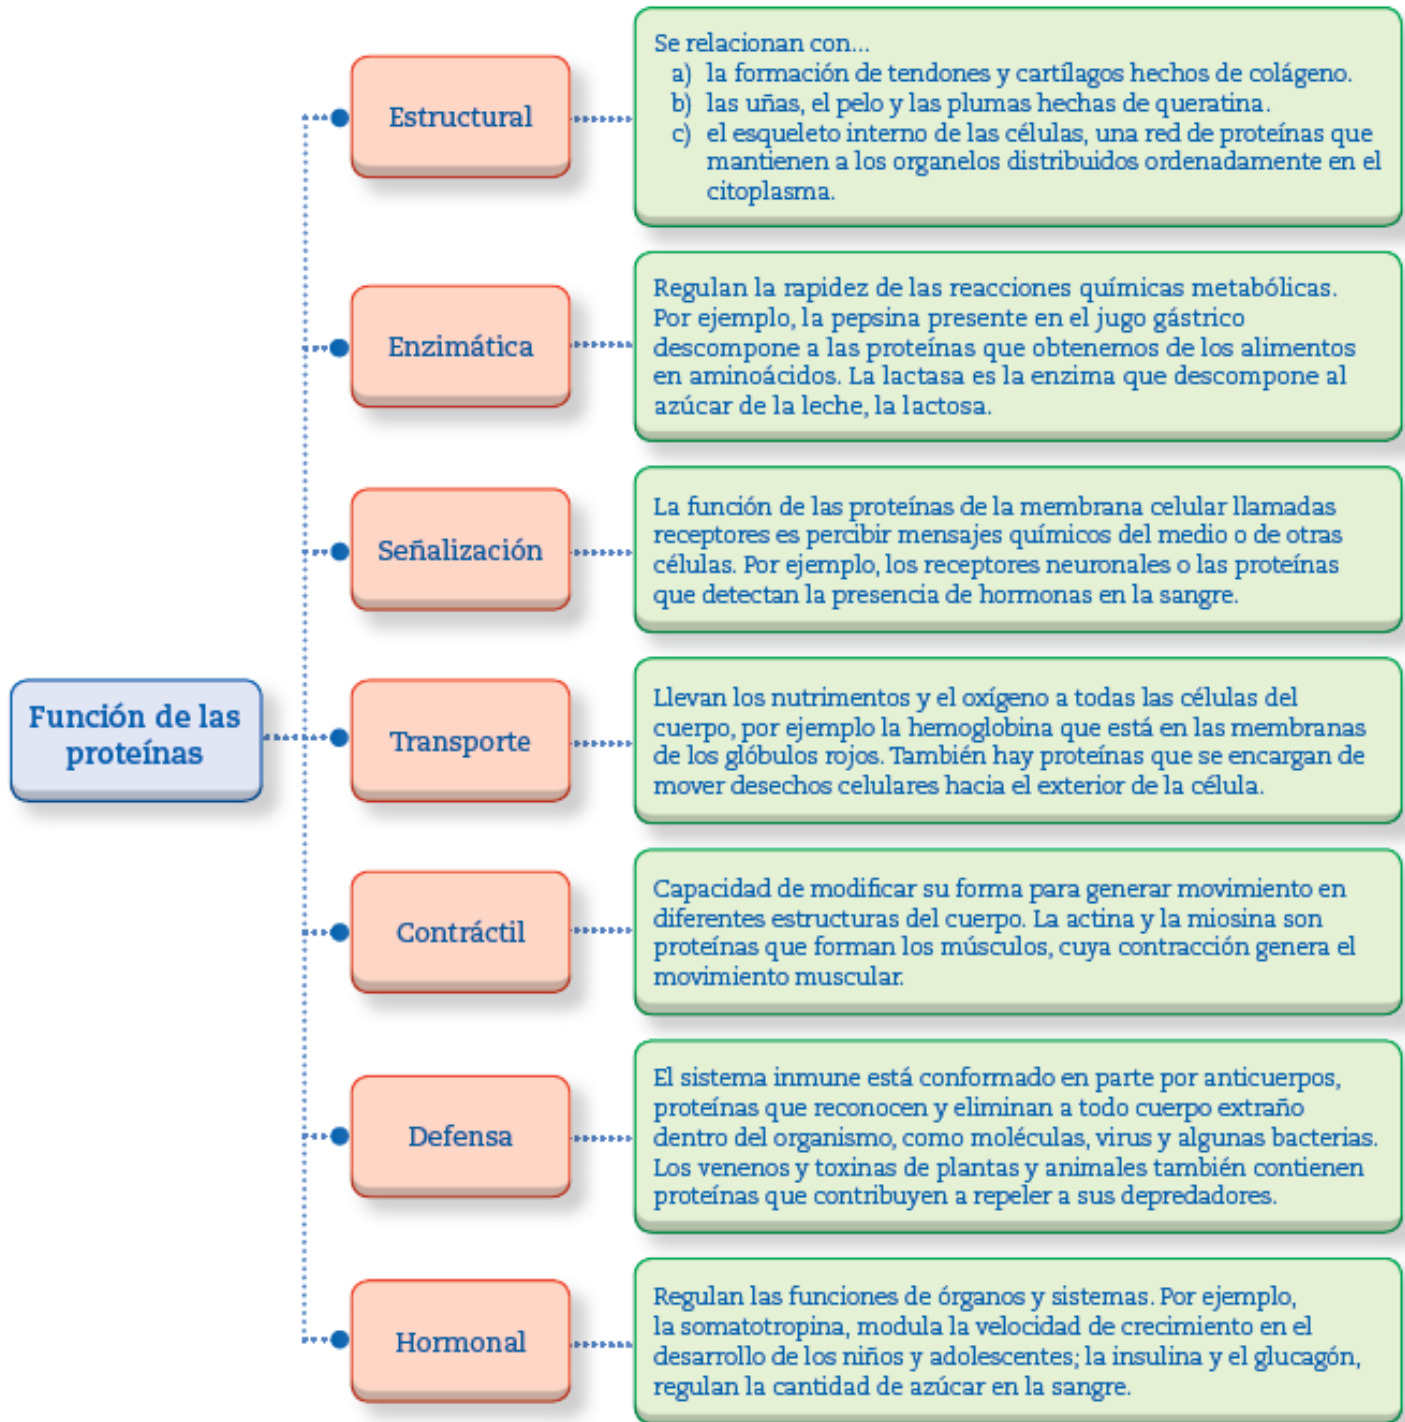 Función de las
proteínas
Estructural
Se relacionan con...
a) la formación de tendones y cartílagos hechos de colágeno.
b) las uñas, el pelo y las plumas hechas de queratina.
c) el esqueleto interno de las células, una red de proteínas que
mantienen a los organelos distribuidos ordenadamente en el
citoplasma.
Enzimática
Regulan la rapidez de las reacciones químicas metabólicas.
Por ejemplo, la pepsina presente en el jugo gástrico
descompone a las proteínas que obtenemos de los alimentos
en aminoácidos. La lactasa es la enzima que descompone al
azúcar de la leche, la lactosa.
Señalización
La función de las proteínas de la membrana celular llamadas
receptores es percibir mensajes químicos del medio o de otras
células. Por ejemplo, los receptores neuronales o las proteínas
que detectan la presencia de hormonas en la sangre.
Transporte
Llevan los nutrimentos y el oxígeno a todas las células del
cuerpo, por ejemplo la hemoglobina que está en las membranas
de los glóbulos rojos. También hay proteínas que se encargan de
mover desechos celulares hacia el exterior de la célula.
Contráctil
Capacidad de modificar su forma para generar movimiento en
diferentes estructuras del cuerpo. La actina y la miosina son
proteínas que forman los músculos, cuya contracción genera el
movimiento muscular.
Defensa
El sistema inmune está conformado en parte por anticuerpos,
proteínas que reconocen y eliminan a todo cuerpo extraño
dentro del organismo, como moléculas, virus y algunas bacterias.
Los venenos y toxinas de plantas y animales también contienen
proteínas que contribuyen a repeler a sus depredadores.
Hormonal
Regulan las funciones de órganos y sistemas. Por ejemplo,
la somatotropina, modula la velocidad de crecimiento en el
desarrollo de los niños y adolescentes; la insulina y el glucagón,
regulan la cantidad de azúcar en la sangre.